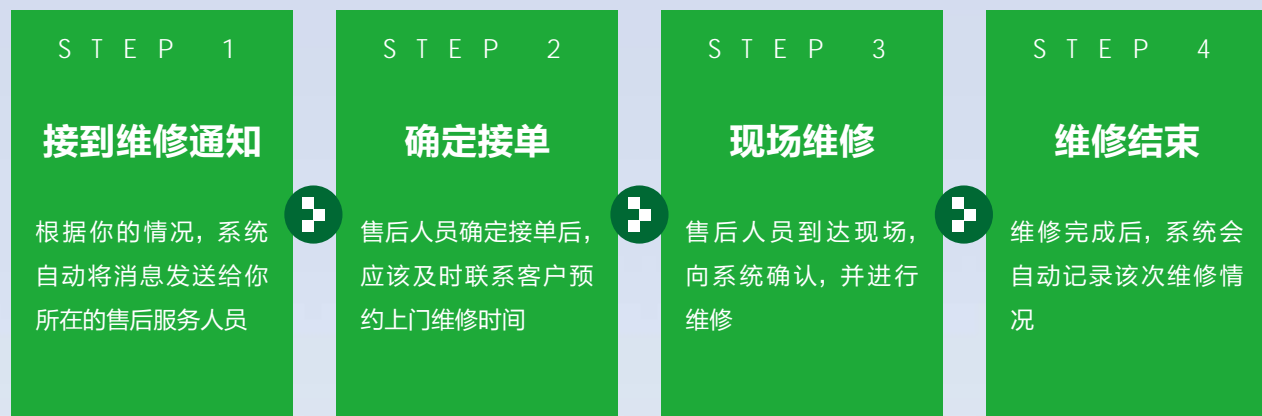 STEP 1
接到维修通知
根据你的情况，系统
自动将消息发送给你
所在的售后服务人员
STEP 2
确定接单
售后人员确定接单后，
应该及时联系客户预
约上门维修时间
STEP 3
现场维修
售后人员到达现场，
向系统确认，并进行
维修
STEP 4
维修结束
维修完成后，系统会
自动记录该次维修情
况